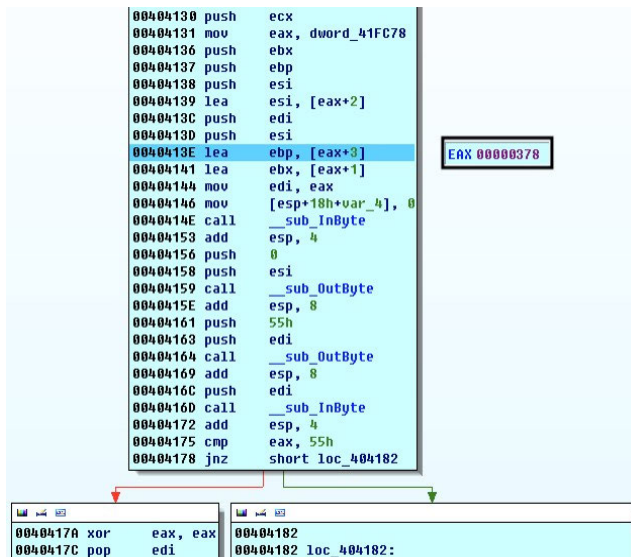 00404130 push ecx
00404131 mov eax, dword_41FC78
00404136 push ebx
00404137 push ebp
00404138 push esi
00404139 lea esi, [eax+2]
0040413C push edi
0040413D push esi
0040413E lea ebp, [eax+3]
EAX 00000378
00404141 lea ebx, [eax+1]
00404144 mov edi, eax
00404146 mov [esp+18h+var_4], 0
0040414E call __sub_InByte
00404153 add esp, 4
00404156 push 0
00404158 push esi
00404159 call __sub_OutByte
0040415E add esp, 8
00404161 push 55h
00404163 push edi
00404164 call __sub_OutByte
00404169 add esp, 8
0040416C push edi
0040416D call __sub_InByte
00404172 add esp, 4
00404175 cmp eax, 55h
00404178 jnz short loc_404182
0040417A xor eax, eax
0040417C pop edi
00404182
00404182 loc_404182: